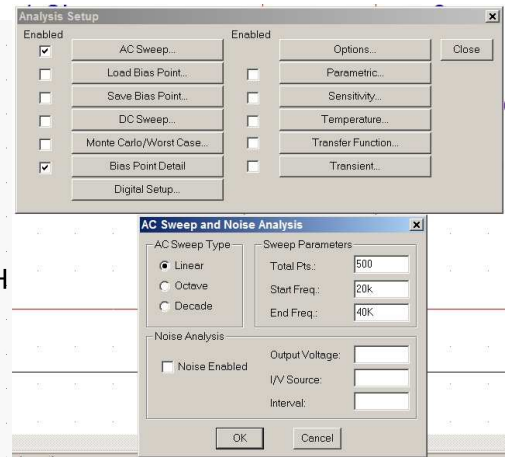 Analysis Setup
Enabled
Enabled
AC Sweep...
Options...
Close
Load Bias Point...
Parametric...
Save Bias Point...
Sensitivity...
DC Sweep...
Temperature...
Monte Carlo/Worst Case...
Transfer Function...
Bias Point Detail
Transient...
Digital Setup...
AC Sweep and Noise Analysis
AC Sweep Type
Sweep Parameters
Linear
Total Pts.: 500
Octave
Start Freq.: 20k
Decade
End Freq.: 40K
Noise Analysis
Noise Enabled
Output Voltage:
I/V Source:
Interval:
OK
Cancel
H